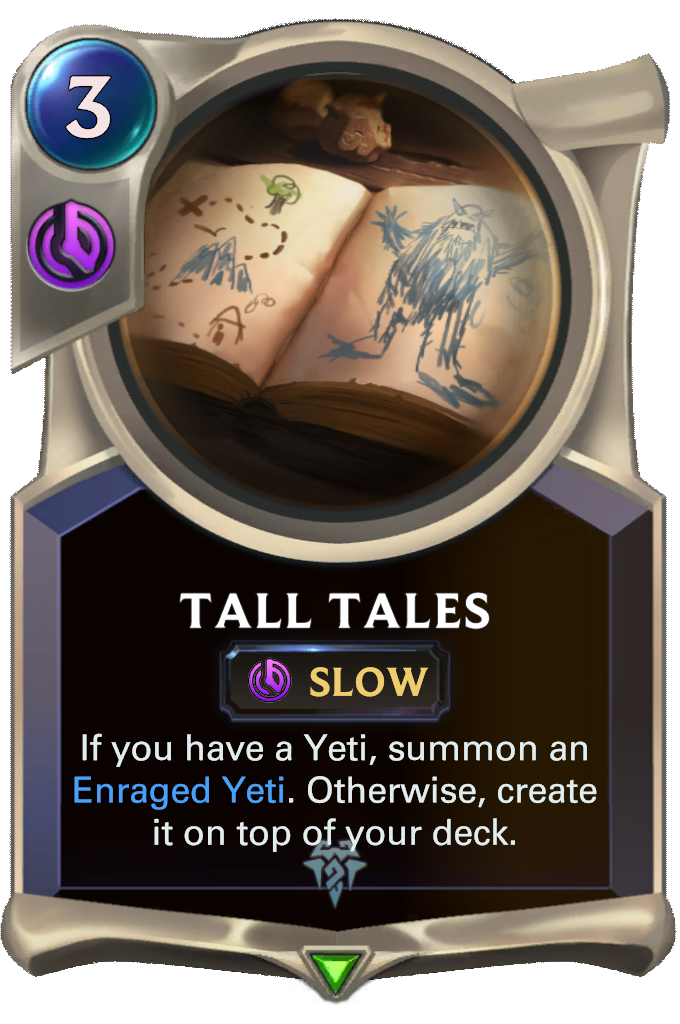 3
TALL TALES
SLOW
If you have a Yeti, summon an
Enraged Yeti. Otherwise, create
it on top of your deck.